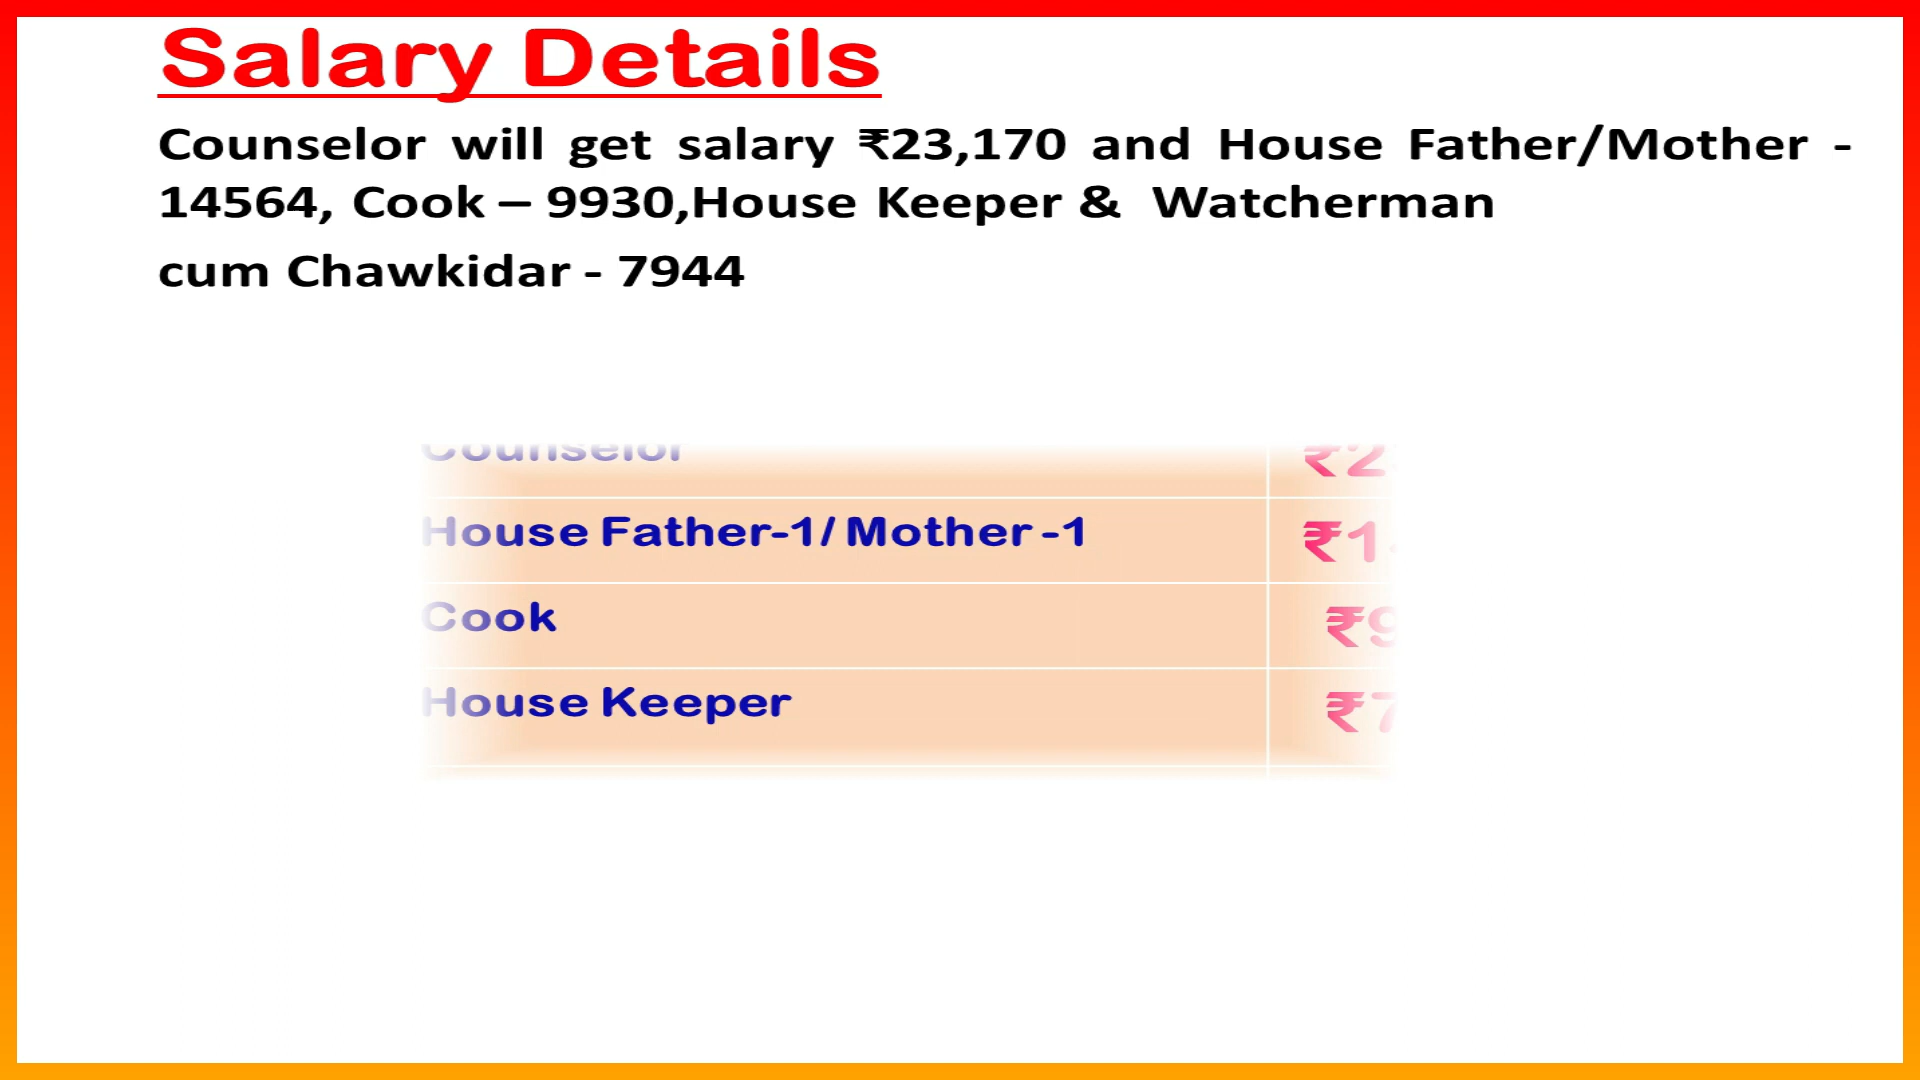 Salary Details
Counselor will get salary ₹23,170 and House Father/Mother -
14564, Cook – 9930,House Keeper & Watcherman
cum Chawkidar - 7944
Counselor
House Father-1/ Mother -1
Cook
House Keeper